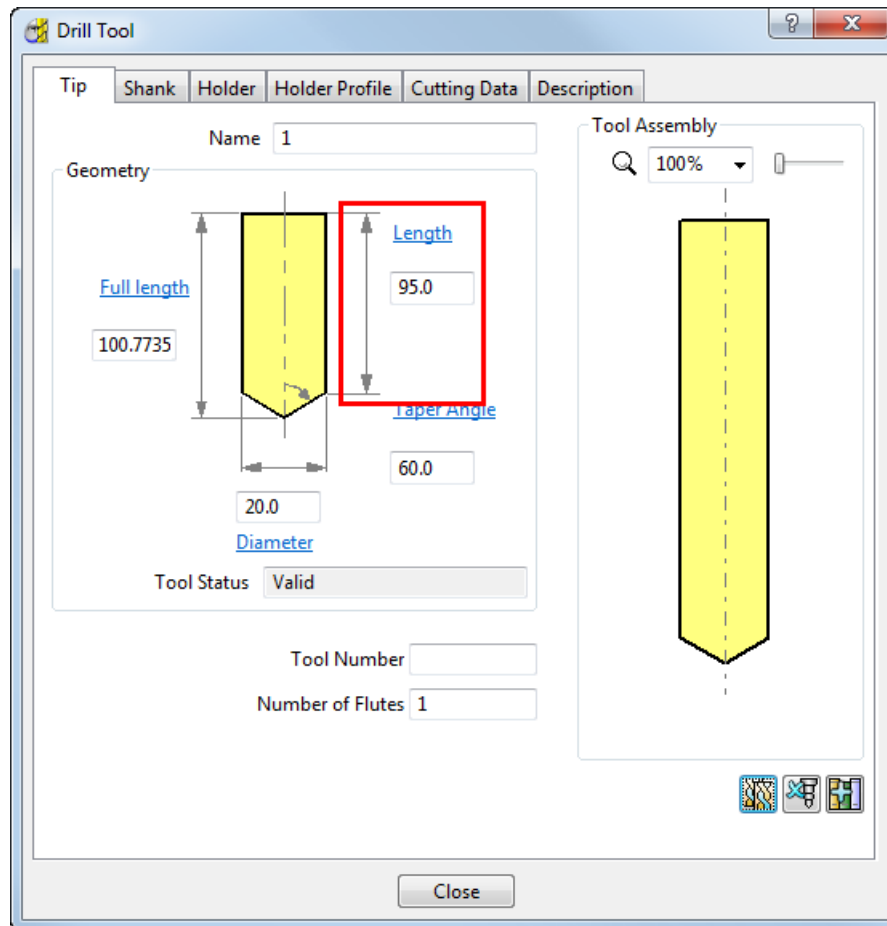 Drill Tool
?
Tip Shank Holder Holder Profile Cutting Data Description
Name 1
Tool Assembly
100%
Geometry
Length
95.0
Full length
100.7735
Taper Angle
60.0
20.0
Diameter
Tool Status Valid
Tool Number
Number of Flutes 1
Close